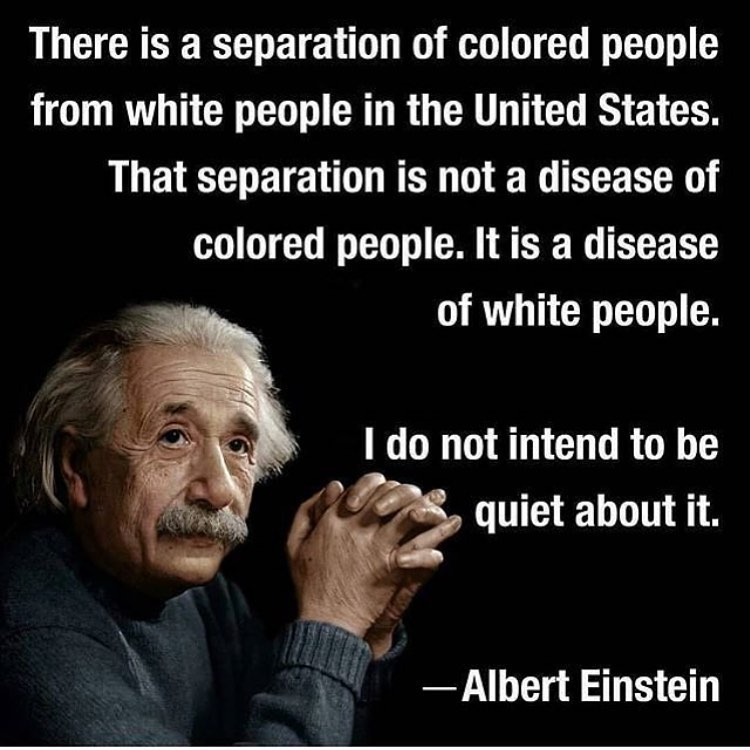 There is a separation of colored people
from white people in the United States.
That separation is not a disease of
colored people. It is a disease
of white people.
I do not intend to be
quiet about it.
—Albert Einstein